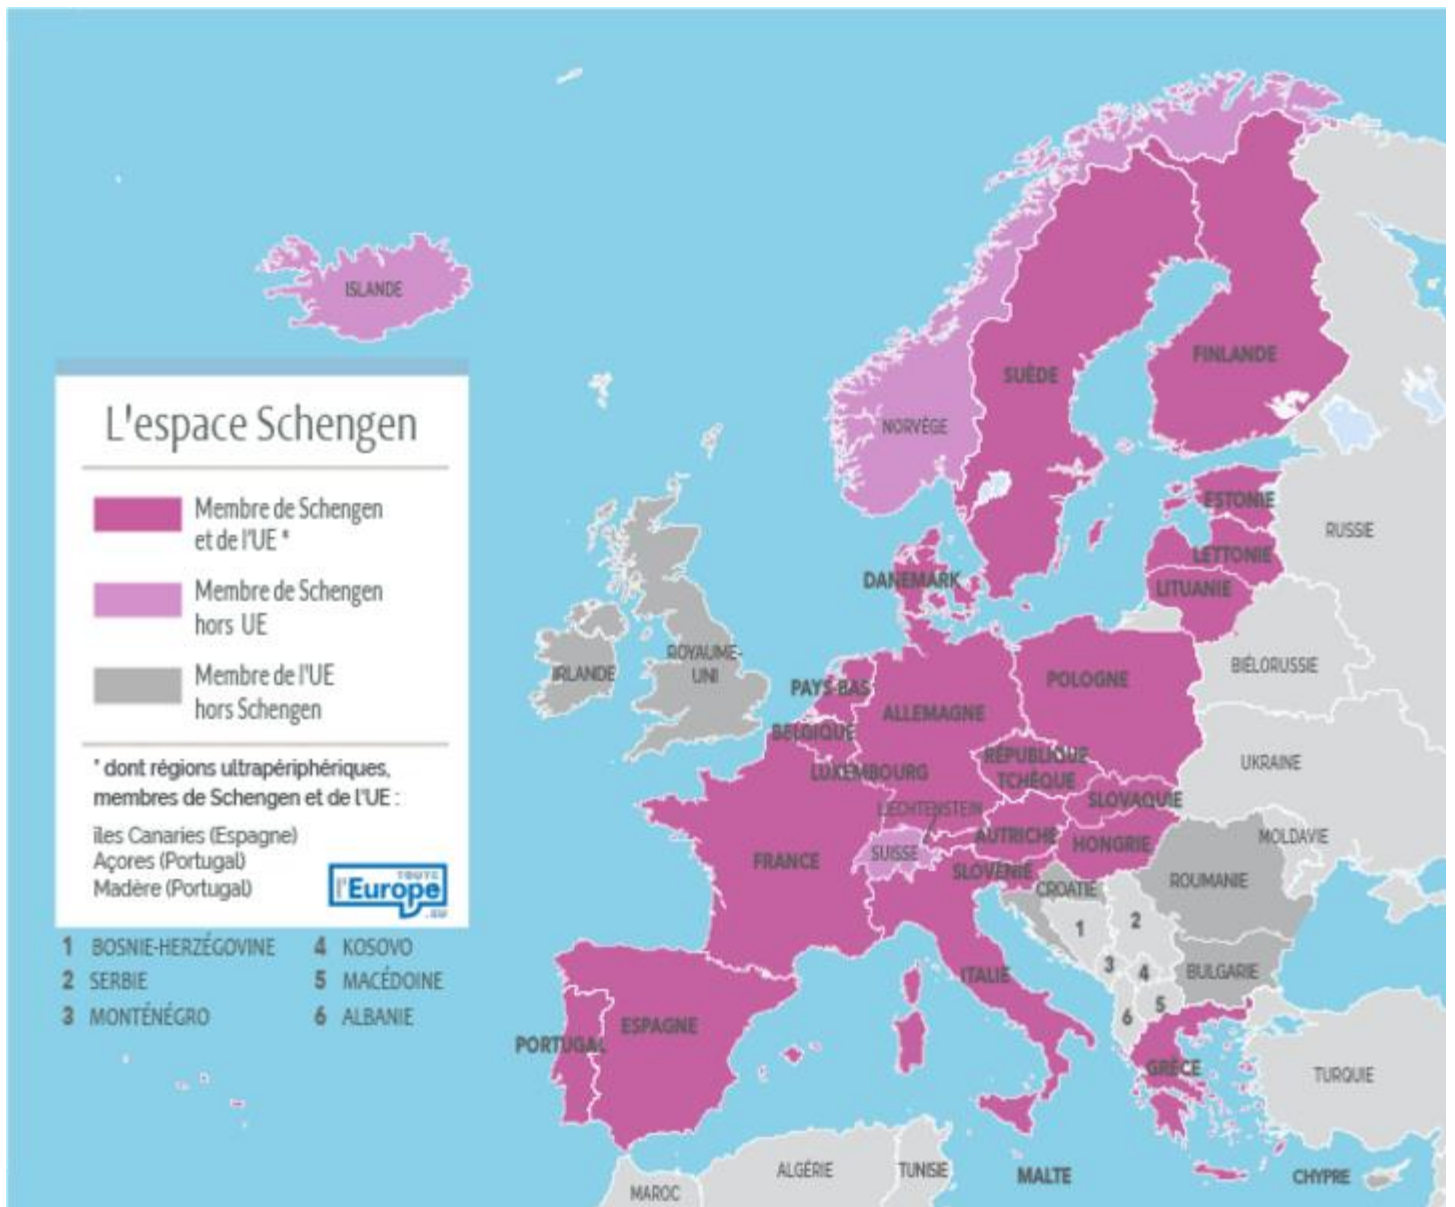 ISLANDE
L'espace Schengen
Membre de Schengen
et de l'UE *
Membre de Schengen
hors UE
Membre de l'UE
hors Schengen
* dont régions ultrapériphériques,
membres de Schengen et de l'UE :
îles Canaries (Espagne)
Açores (Portugal)
Madère (Portugal)
TOUTE
l'Europe
.EU
1 BOSNIE-HERZÉGOVINE
2 SERBIE
3 MONTÉNÉGRO
4 KOSOVO
5 MACÉDOINE
6 ALBANIE
FINLANDE
SUÈDE
NORVÈGE
ESTONIE
RUSSIE
LETTONIE
DANEMARK
LITUANIE
ROYAUME-
UNI
IRLANDE
BIÉLORUSSIE
PAYS-BAS
POLOGNE
ALLEMAGNE
BELGIQUE
RÉPUBLIQUE
TCHÈQUE
UKRAINE
LUXEMBOURG
SLOVAQUIE
LIECHTENSTEIN
AUTRICHE
HONGRIE
MOLDAVIE
FRANCE
SUISSE
SLOVÉNIE
CROATIE
ROUMANIE
1
2
3
4
5
6
ITALIE
BULGARIE
ESPAGNE
PORTUGAL
GRÈCE
TURQUIE
MAROC
ALGÉRIE
TUNISIE
MALTE
CHYPRE